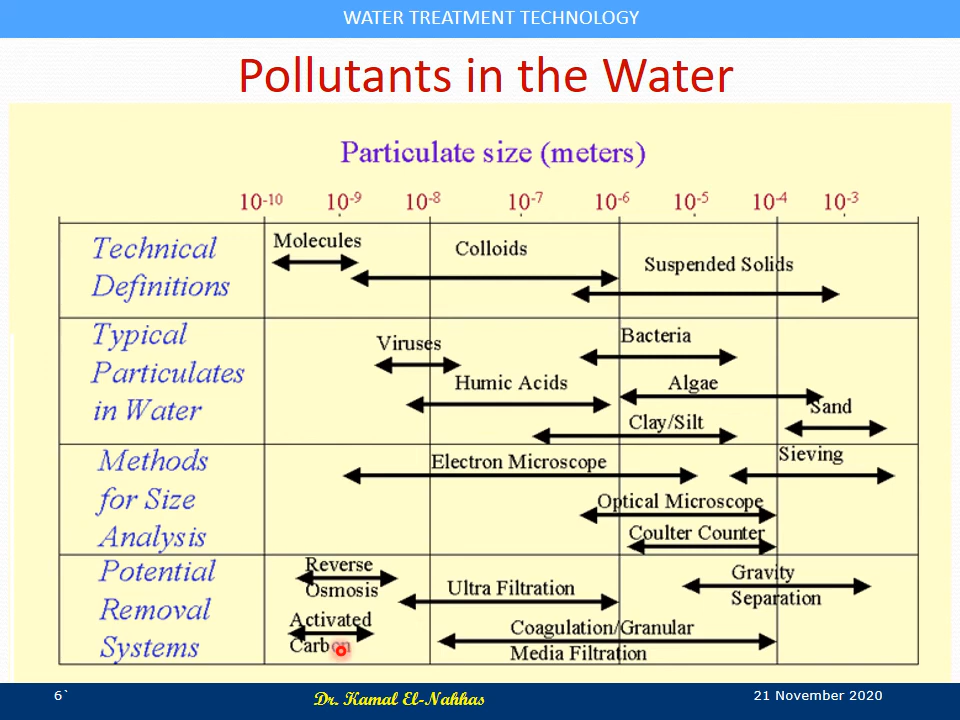 WATER TREATMENT TECHNOLOGY
Pollutants in the Water
Particulate size (meters)
10⁻¹⁰ 10⁻⁹ 10⁻⁸ 10⁻⁷ 10⁻⁶ 10⁻⁵ 10⁻⁴ 10⁻³
Technical
Definitions
Molecules
Colloids
Suspended Solids
Typical
Particulates
in Water
Viruses
Bacteria
Humic Acids
Algae
Sand
Clay/Silt
Methods
for Size
Analysis
Electron Microscope
Sieving
Optical Microscope
Coulter Counter
Potential
Removal
Systems
Reverse
Osmosis
Ultra Filtration
Gravity
Separation
Activated
Carbon
Coagulation/Granular
Media Filtration
6`
Dr. Kamal El-Nahhas
21 November 2020